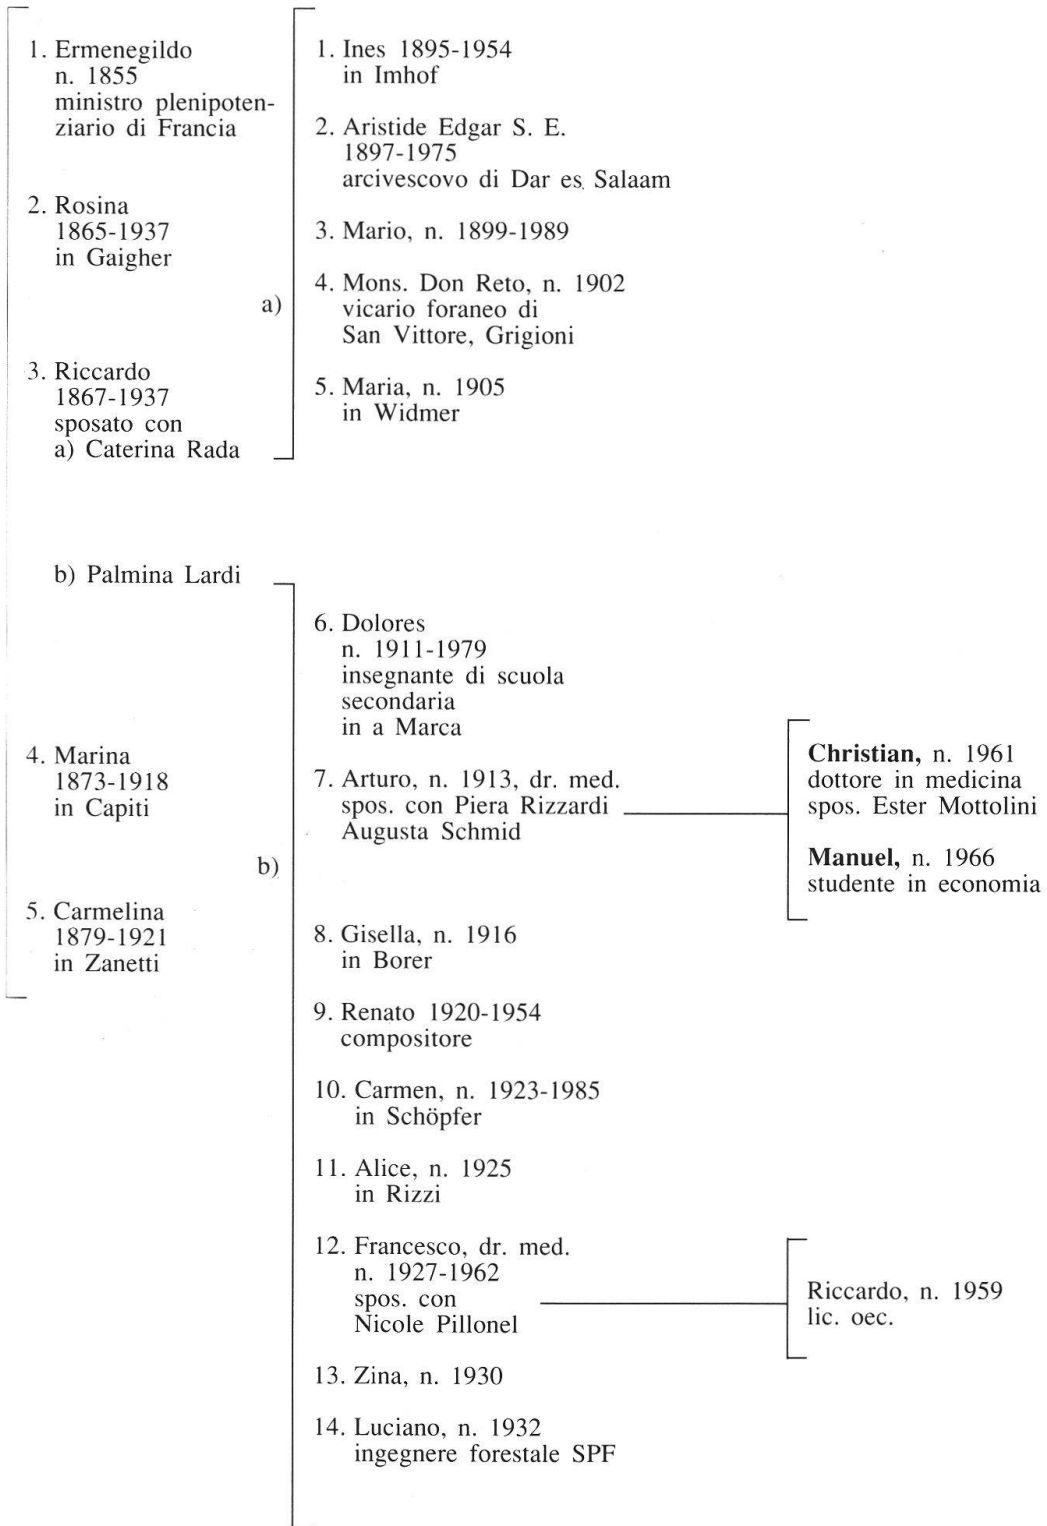 1. Ermenegildo
n. 1855
ministro plenipoten-
ziario di Francia
2. Rosina
1865-1937
in Gaigher
3. Riccardo
1867-1937
sposato con
a) Caterina Rada
b) Palmina Lardi
4. Marina
1873-1918
in Capiti
5. Carmelina
1879-1921
in Zanetti
a)
1. Ines 1895-1954
in Imhof
2. Aristide Edgar S. E.
1897-1975
arcivescovo di Dar es Salaam
3. Mario, n. 1899-1989
4. Mons. Don Reto, n. 1902
vicario foraneo di
San Vittore, Grigioni
5. Maria, n. 1905
in Widmer
b)
6. Dolores
n. 1911-1979
insegnante di scuola
secondaria
in a Marca
7. Arturo, n. 1913, dr. med.
spos. con Piera Rizzardi
Augusta Schmid
8. Gisella, n. 1916
in Borer
9. Renato 1920-1954
compositore
10. Carmen, n. 1923-1985
in Schöpfer
11. Alice, n. 1925
in Rizzi
12. Francesco, dr. med.
n. 1927-1962
spos. con
Nicole Pillonel
13. Zina, n. 1930
14. Luciano, n. 1932
ingegnere forestale SPF
Christian, n. 1961
dottore in medicina
spos. Ester Mottolini
Manuel, n. 1966
studente in economia
Riccardo, n. 1959
lic. oec.